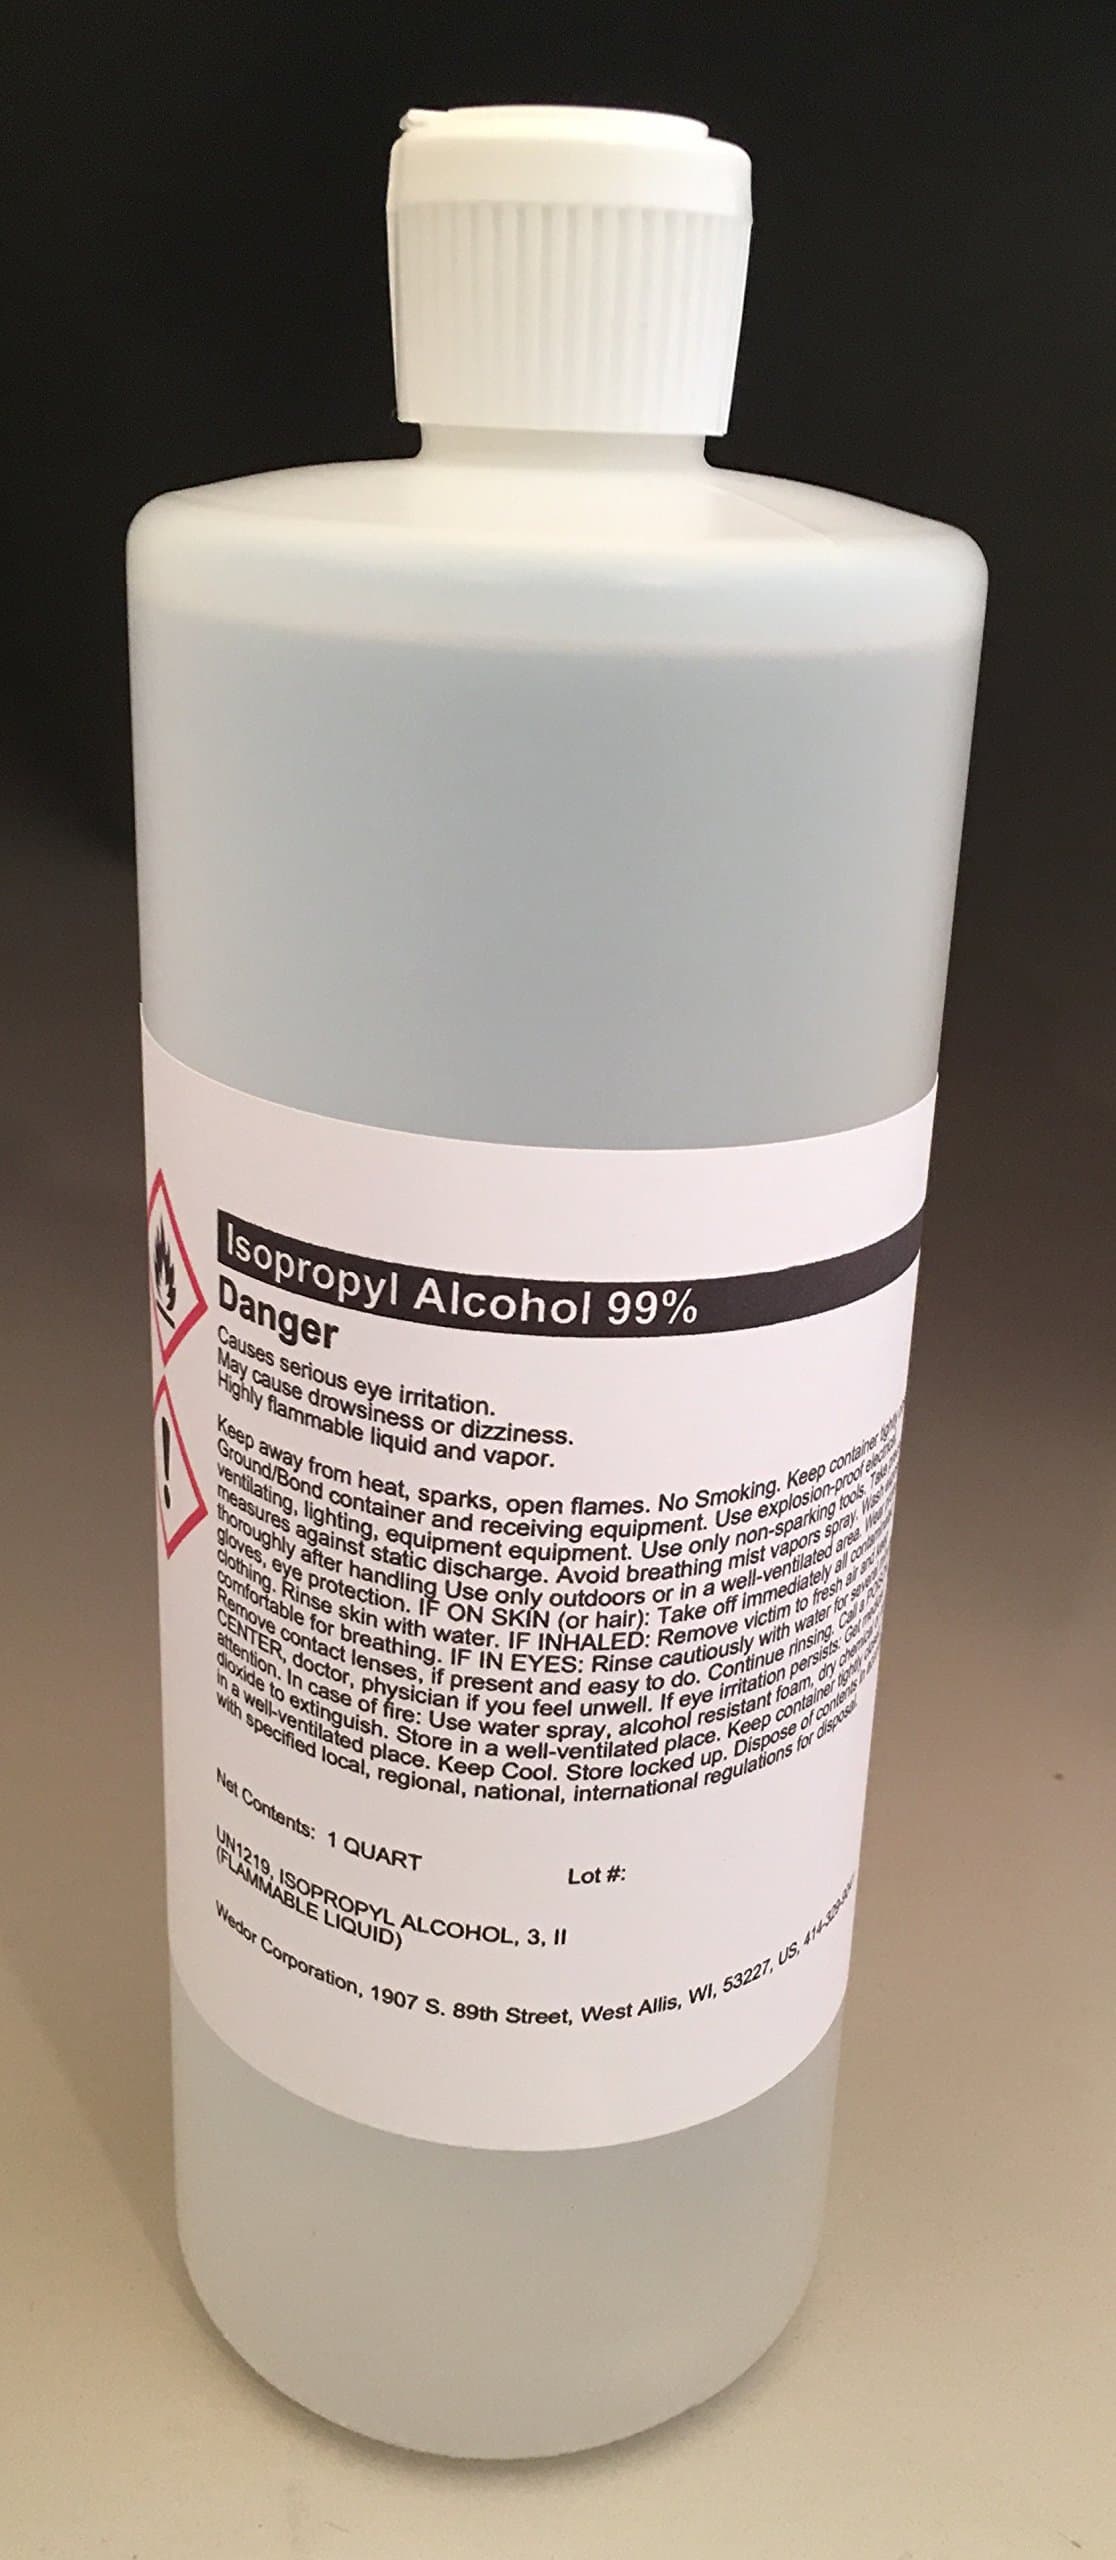 Isopropyl Alcohol 99%
Danger
Causes serious eye irritation.
May cause drowsiness or dizziness.
Highly flammable liquid and vapor.
Keep away from heat, sparks, open flames. No Smoking. Keep container tightly
Ground/Bond container and receiving equipment. Use explosion-proof
ventilating, lighting, equipment equipment. Use only non-sparking tools. Take
measures against static discharge. Avoid breathing mist vapors spray. Wash
thoroughly after handling Use only outdoors or in a well-ventilated area. Wear
gloves, eye protection. IF ON SKIN (or hair): Take off immediately all
clothing. Rinse skin with water. IF INHALED: Remove victim to fresh air and
comfortable for breathing. IF IN EYES: Rinse cautiously with water for several
Remove contact lenses, if present and easy to do. Continue rinsing. Call a
CENTER, doctor, physician if you feel unwell. If eye irritation persists: Get
attention. In case of fire: Use water spray, alcohol resistant foam, dry
dioxide to extinguish. Store in a well-ventilated place. Keep container tightly
in a well-ventilated place. Keep Cool. Store locked up. Dispose of contents in
with specified local, regional, national, international regulations for disposal.
Net Contents: 1 QUART
Lot #:
UN1219, ISOPROPYL ALCOHOL, 3, II
(FLAMMABLE LIQUID)
Wedor Corporation, 1907 S. 89th Street, West Allis, WI, 53227, US,